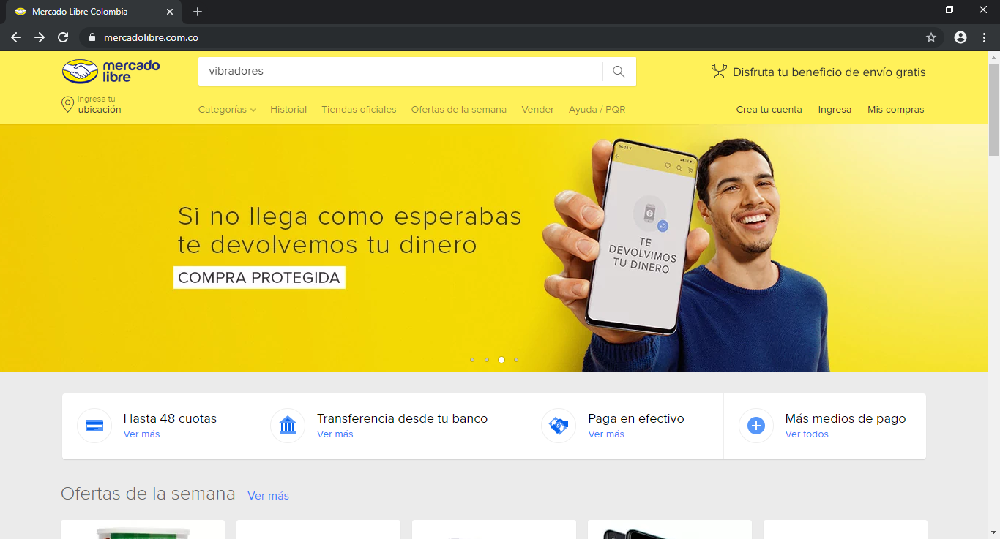 Mercado Libre Colombia
mercadolibre.com.co
mercado
libre
vibradores
Disfruta tu beneficio de envío gratis
Ingresa tu
ubicación
Categorías
Historial
Tiendas oficiales
Ofertas de la semana
Vender
Ayuda / PQR
Crea tu cuenta
Ingresa
Mis compras
Si no llega como esperabas
te devolvemos tu dinero
COMPRA PROTEGIDA
16:24
TE
DEVOLVIMOS
TU DINERO
Hasta 48 cuotas
Ver más
Transferencia desde tu banco
Ver más
Paga en efectivo
Ver más
Más medios de pago
Ver todos
Ofertas de la semana
Ver más